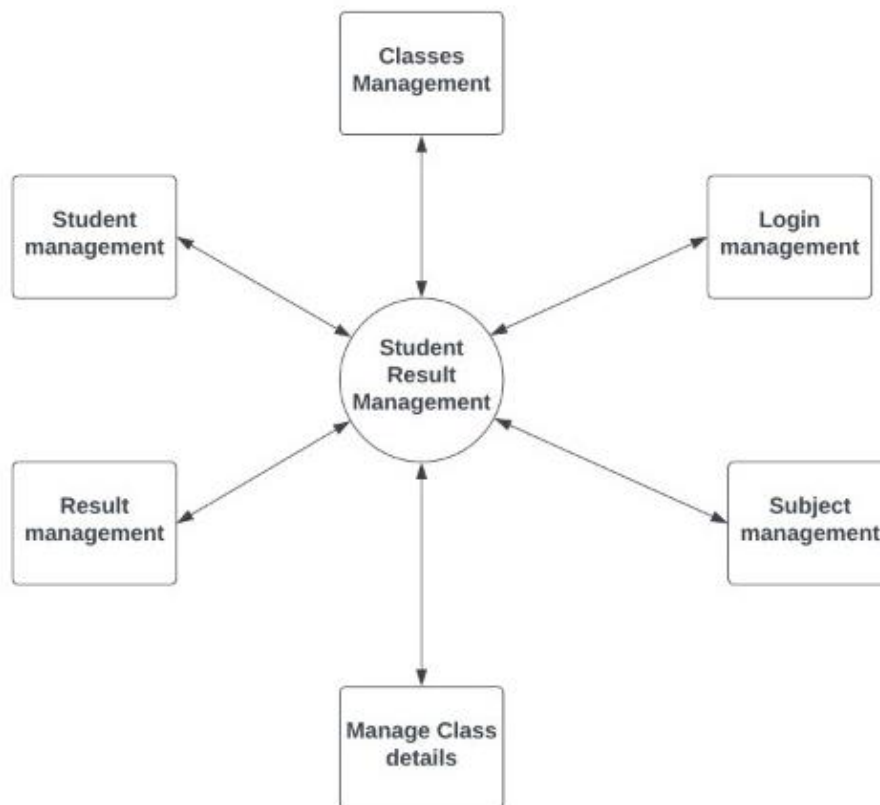 Classes
Management
Student
management
Login
management
Student
Result
Management
Result
management
Subject
management
Manage Class
details